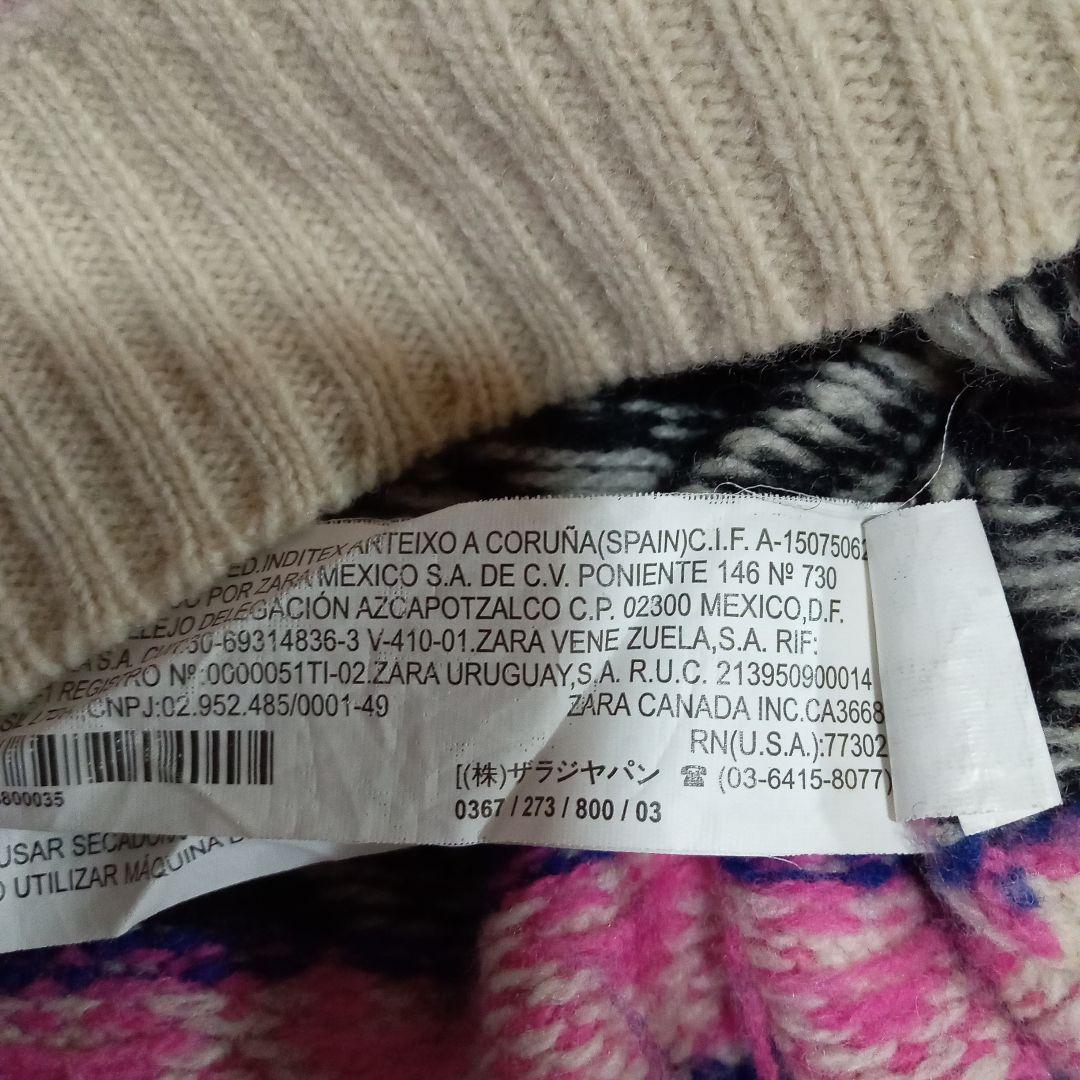 ED.INDITEX ARTEIXO A CORUÑA(SPAIN)C.I.F. A-15075062
POR ZARA MEXICO S.A. DE C.V. PONIENTE 146 Nº 730
DELEGACIÓN AZCAPOTZALCO C.P. 02300 MEXICO,D.F.
S.A. 50-69314836-3 V-410-01.ZARA VENE ZUELA,S.A. RIF:
REGISTRO Nº:0000051TI-02.ZARA URUGUAY,S.A. R.U.C. 213950900014
CNPJ:02.952.485/0001-49 ZARA CANADA INC.CA3668
RN(U.S.A.):77302
[(株)ザラジヤパン ☎ (03-6415-8077)
800035
0367 / 273 / 800 / 03
USAR
UTILIZAR MÁQUINA